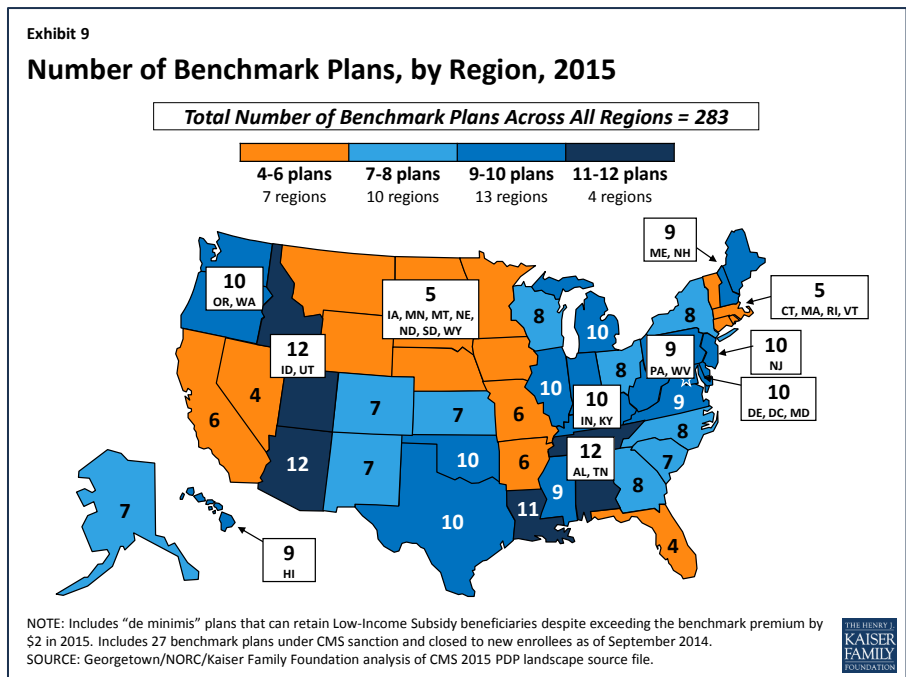 Exhibit 9
Number of Benchmark Plans, by Region, 2015
Total Number of Benchmark Plans Across All Regions = 283
4-6 plans
7 regions
7-8 plans
10 regions
9-10 plans
13 regions
11-12 plans
4 regions
9
ME, NH
10
OR, WA
5
IA, MN, MT, NE,
ND, SD, WY
5
CT, MA, RI, VT
8
8
10
12
ID, UT
9
PA, WV
10
NJ
8
10
6
4
7
7
6
10
IN, KY
9
10
DE, DC, MD
8
12
7
10
6
12
AL, TN
7
8
9
11
10
7
4
9
HI
NOTE: Includes “de minimis” plans that can retain Low-Income Subsidy beneficiaries despite exceeding the benchmark premium by
$2 in 2015. Includes 27 benchmark plans under CMS sanction and closed to new enrollees as of September 2014.
SOURCE: Georgetown/NORC/Kaiser Family Foundation analysis of CMS 2015 PDP landscape source file.
THE HENRY J.
KAISER
FAMILY
FOUNDATION